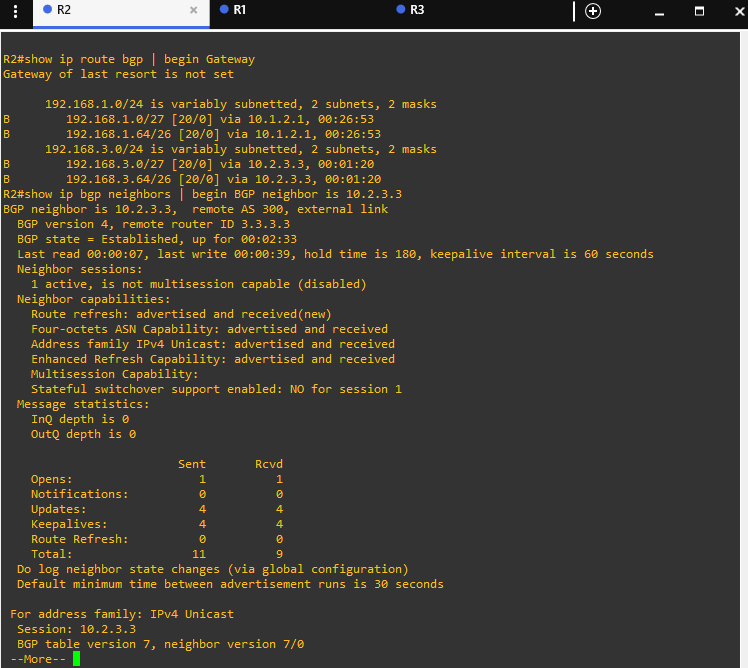 R2
R1
R3
R2#show ip route bgp | begin Gateway
Gateway of last resort is not set
      192.168.1.0/24 is variably subnetted, 2 subnets, 2 masks
B        192.168.1.0/27 [20/0] via 10.1.2.1, 00:26:53
B        192.168.1.64/26 [20/0] via 10.1.2.1, 00:26:53
      192.168.3.0/24 is variably subnetted, 2 subnets, 2 masks
B        192.168.3.0/27 [20/0] via 10.2.3.3, 00:01:20
B        192.168.3.64/26 [20/0] via 10.2.3.3, 00:01:20
R2#show ip bgp neighbors | begin BGP neighbor is 10.2.3.3
BGP neighbor is 10.2.3.3,  remote AS 300, external link
  BGP version 4, remote router ID 3.3.3.3
  BGP state = Established, up for 00:02:33
  Last read 00:00:07, last write 00:00:39, hold time is 180, keepalive interval is 60 seconds
  Neighbor sessions:
    1 active, is not multisession capable (disabled)
  Neighbor capabilities:
    Route refresh: advertised and received(new)
    Four-octets ASN Capability: advertised and received
    Address family IPv4 Unicast: advertised and received
    Enhanced Refresh Capability: advertised and received
    Multisession Capability:
    Stateful switchover support enabled: NO for session 1
  Message statistics:
    InQ depth is 0
    OutQ depth is 0
                         Sent       Rcvd
    Opens:                  1          1
    Notifications:          0          0
    Updates:                4          4
    Keepalives:             4          4
    Route Refresh:          0          0
    Total:                 11          9
  Do log neighbor state changes (via global configuration)
  Default minimum time between advertisement runs is 30 seconds
 For address family: IPv4 Unicast
  Session: 10.2.3.3
  BGP table version 7, neighbor version 7/0
 --More--